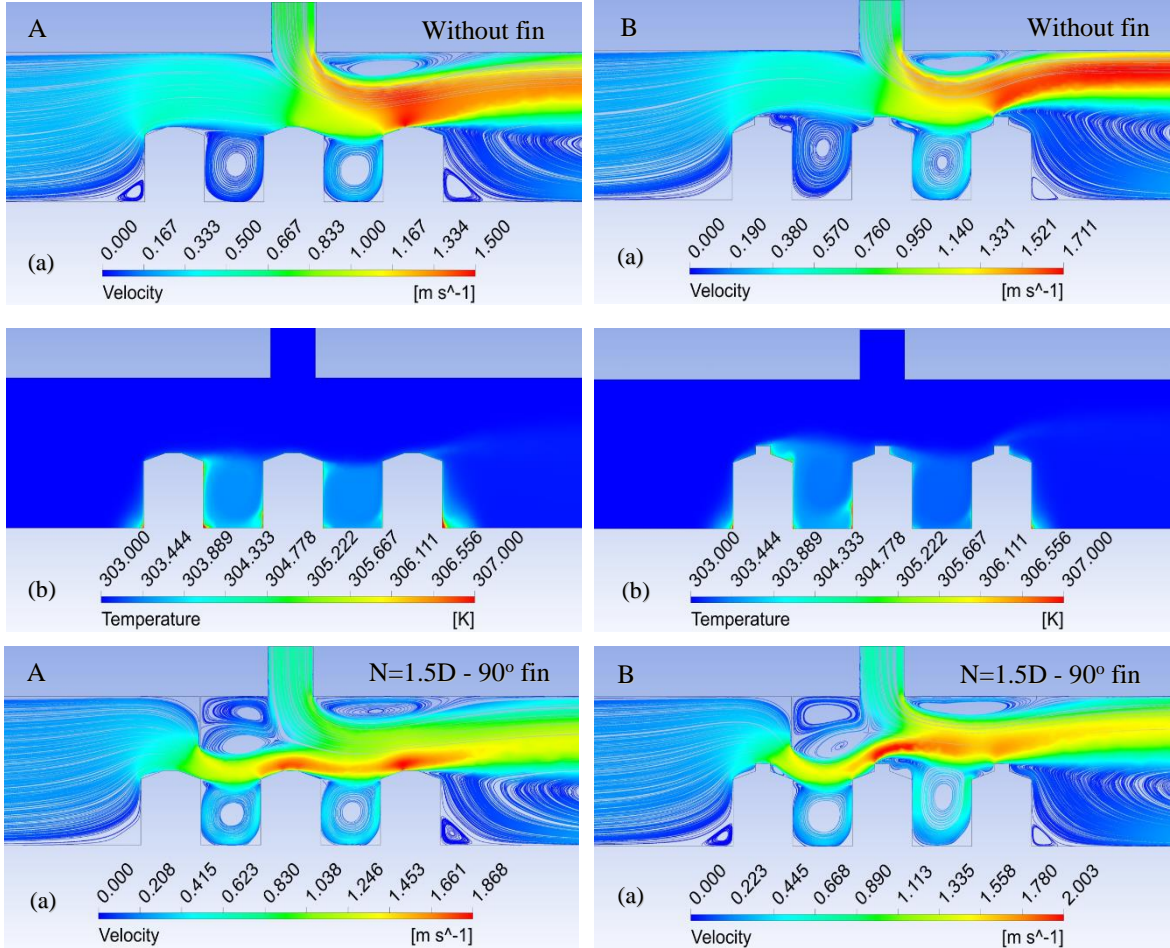 A Without fin
0.000 0.167 0.333 0.500 0.667 0.833 1.000 1.167 1.334 1.500
(a)
Velocity [m s^-1]
B Without fin
0.000 0.190 0.380 0.570 0.760 0.950 1.140 1.331 1.521 1.711
(a)
Velocity [m s^-1]
303.000 303.444 303.889 304.333 304.778 305.222 305.667 306.111 306.556 307.000
(b)
Temperature [K]
303.000 303.444 303.889 304.333 304.778 305.222 305.667 306.111 306.556 307.000
(b)
Temperature [K]
A N=1.5D - 90° fin
0.000 0.208 0.415 0.623 0.830 1.038 1.246 1.453 1.661 1.868
(a)
Velocity [m s^-1]
B N=1.5D - 90° fin
0.000 0.223 0.445 0.668 0.890 1.113 1.335 1.558 1.780 2.003
(a)
Velocity [m s^-1]